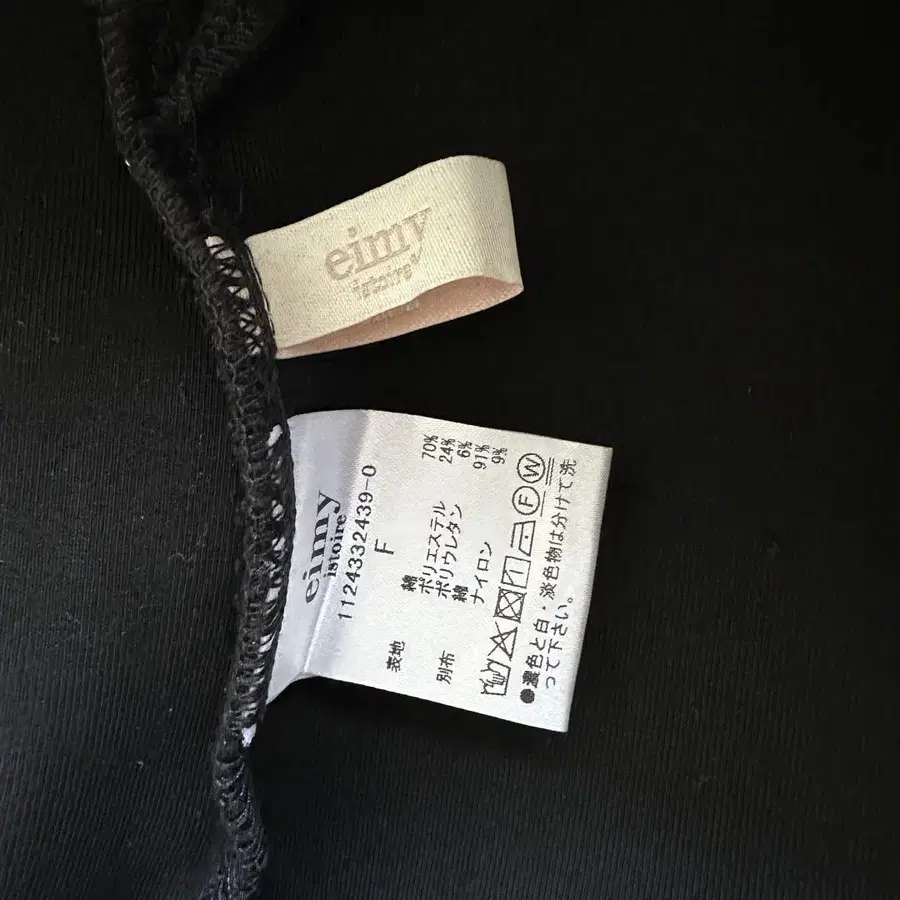 eimy
istoire
eimy
istoire
1124332439-0
F
表地
綿 70%
ポリエステル 24%
ポリウレタン 6%
別布
綿 91%
ナイロン 9%
F W
●濃色と白・淡色物は分けて洗
って下さい。